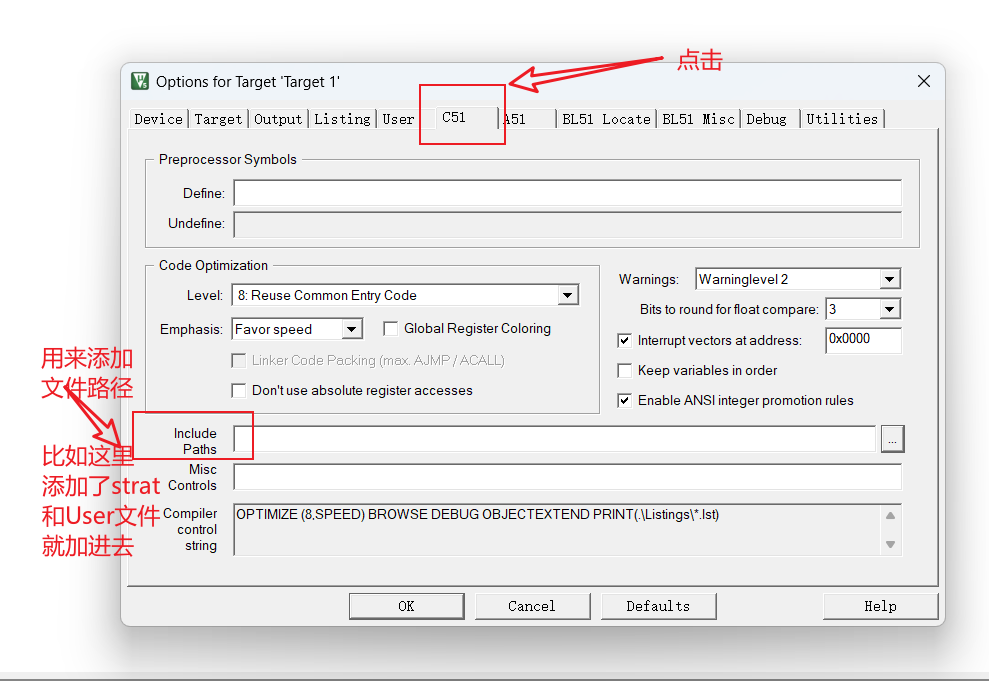 点击
Options for Target 'Target 1'
Device Target Output Listing User C51 A51 BL51 Locate BL51 Misc Debug Utilities
Preprocessor Symbols
Define:
Undefine:
Code Optimization
Level: 8: Reuse Common Entry Code
Emphasis: Favor speed Global Register Coloring
Linker Code Packing (max. AJMP / ACALL)
Don't use absolute register accesses
Warnings: Warninglevel 2
Bits to round for float compare: 3
Interrupt vectors at address: 0x0000
Keep variables in order
Enable ANSI integer promotion rules
用来添加
文件路径
比如这里
添加了strat
和User文件
就加进去
Include
Paths
...
Misc
Controls
Compiler
control
string
OPTIMIZE (8,SPEED) BROWSE DEBUG OBJECTEXTEND PRINT(.\Listings\*.lst)
OK Cancel Defaults Help